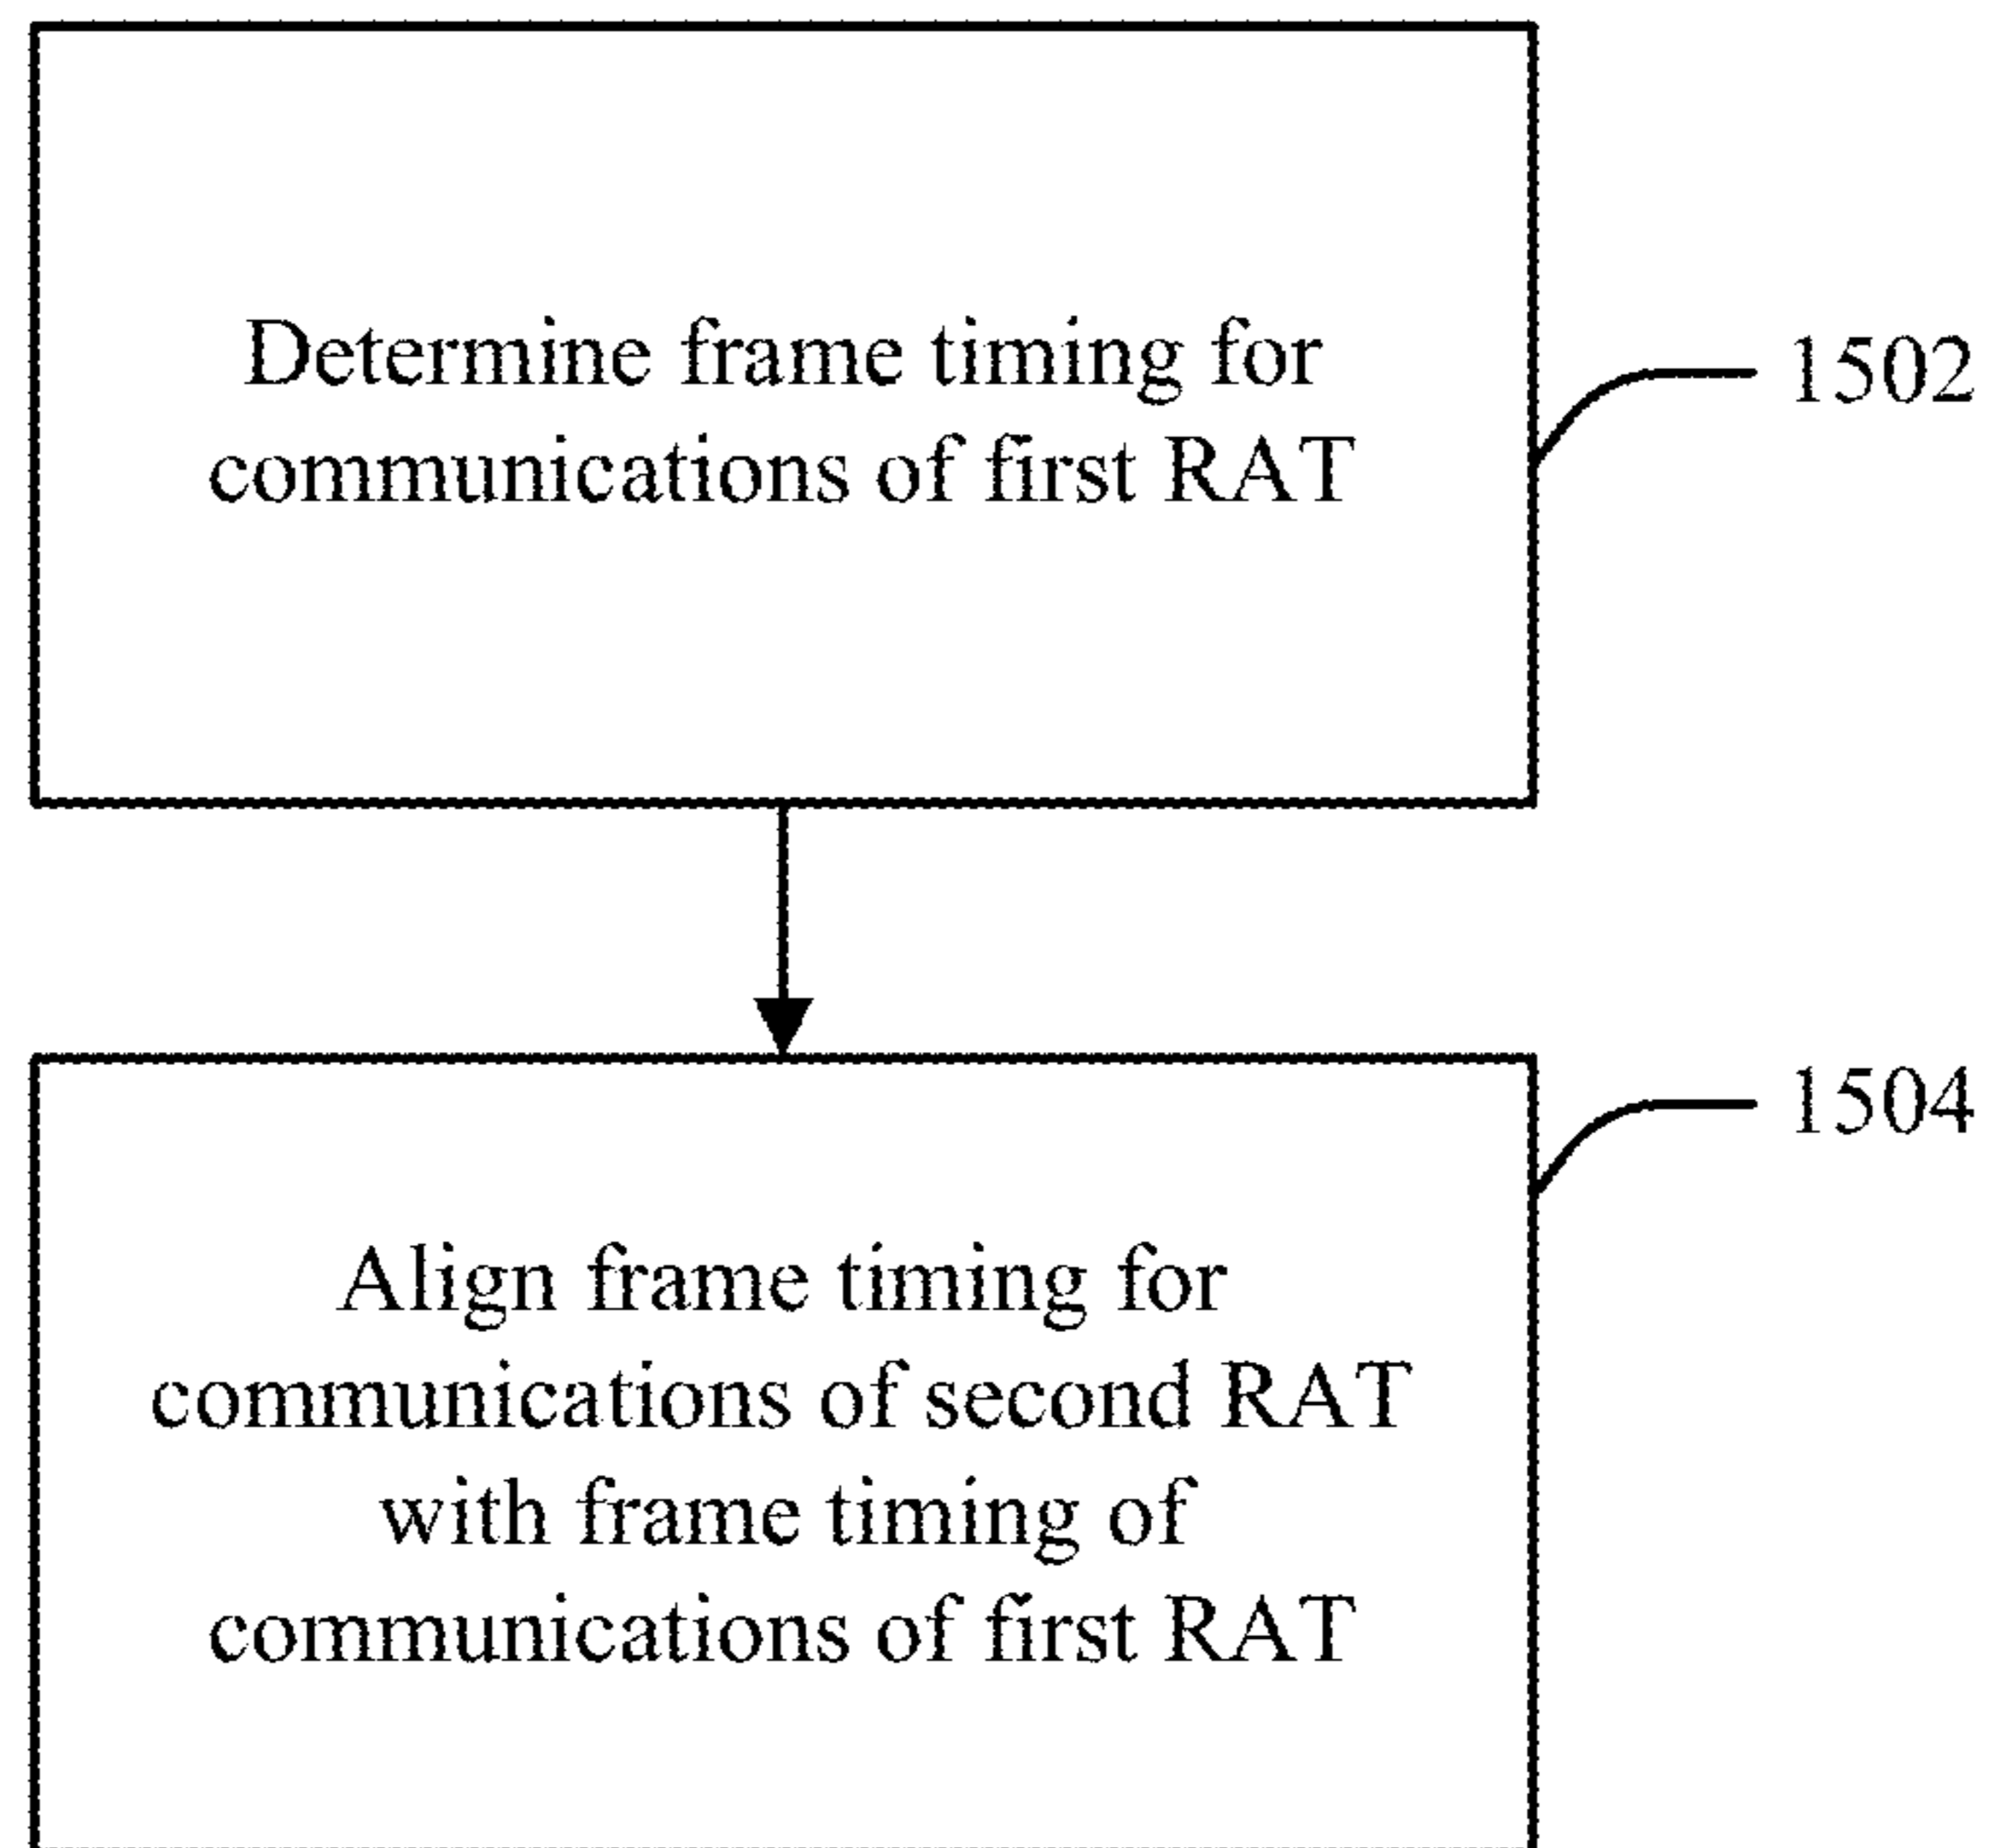 Determine frame timing for
communications of first RAT
1502
1504
Align frame timing for
communications of second RAT
with frame timing of
communications of first RAT